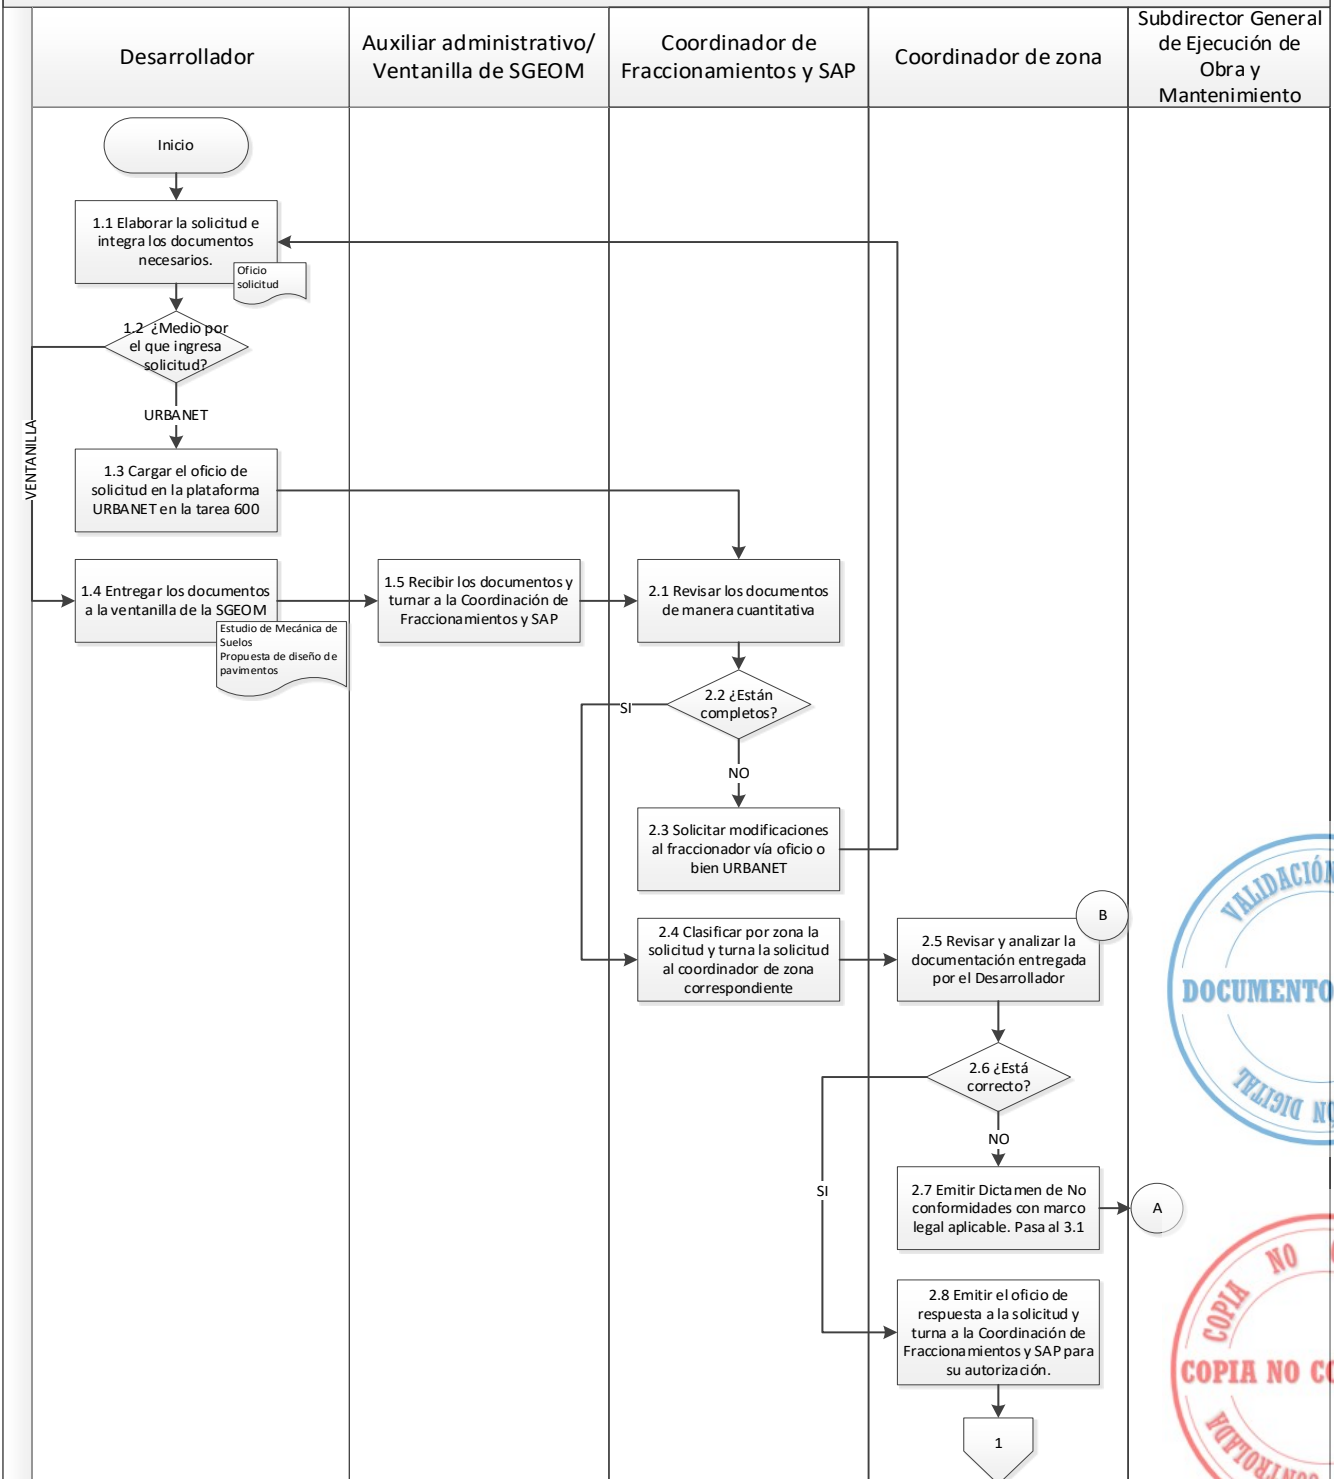 Desarrollador
Auxiliar administrativo/
Ventanilla de SGEOM
Coordinador de
Fraccionamientos y SAP
Coordinador de zona
Subdirector General
de Ejecución de
Obra y
Mantenimiento
Inicio
1.1 Elaborar la solicitud e
integra los documentos
necesarios.
Oficio
solicitud
1.2 ¿Medio por
el que ingresa
solicitud?
VENTANILLA
URBANET
1.3 Cargar el oficio de
solicitud en la plataforma
URBANET en la tarea 600
1.4 Entregar los documentos
a la ventanilla de la SGEOM
Estudio de Mecánica de
Suelos
Propuesta de diseño de
pavimentos
1.5 Recibir los documentos y
turnar a la Coordinación de
Fraccionamientos y SAP
2.1 Revisar los documentos
de manera cuantitativa
2.2 ¿Están
completos?
SI
NO
2.3 Solicitar modificaciones
al fraccionador vía oficio o
bien URBANET
2.4 Clasificar por zona la
solicitud y turna la solicitud
al coordinador de zona
correspondiente
B
2.5 Revisar y analizar la
documentación entregada
por el Desarrollador
2.6 ¿Está
correcto?
NO
SI
2.7 Emitir Dictamen de No
conformidades con marco
legal aplicable. Pasa al 3.1
A
2.8 Emitir el oficio de
respuesta a la solicitud y
turna a la Coordinación de
Fraccionamientos y SAP para
su autorización.
1
VALIDACIÓN
DOCUMENTO
DIGITAL
COPIA NO
COPIA NO